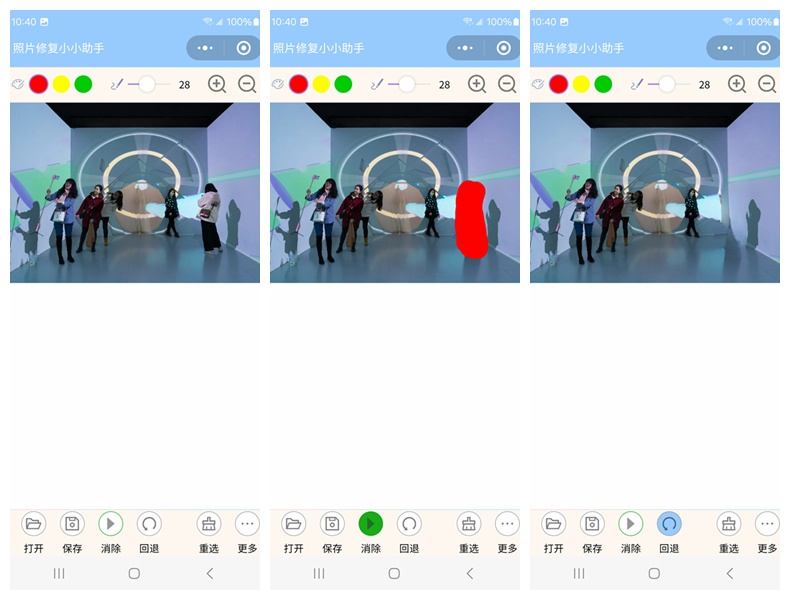 10:40 100%
照片修复小小助手
28
打开 保存 消除 回退 重选 更多
10:40 100%
照片修复小小助手
28
打开 保存 消除 回退 重选 更多
10:40 100%
照片修复小小助手
28
打开 保存 消除 回退 重选 更多